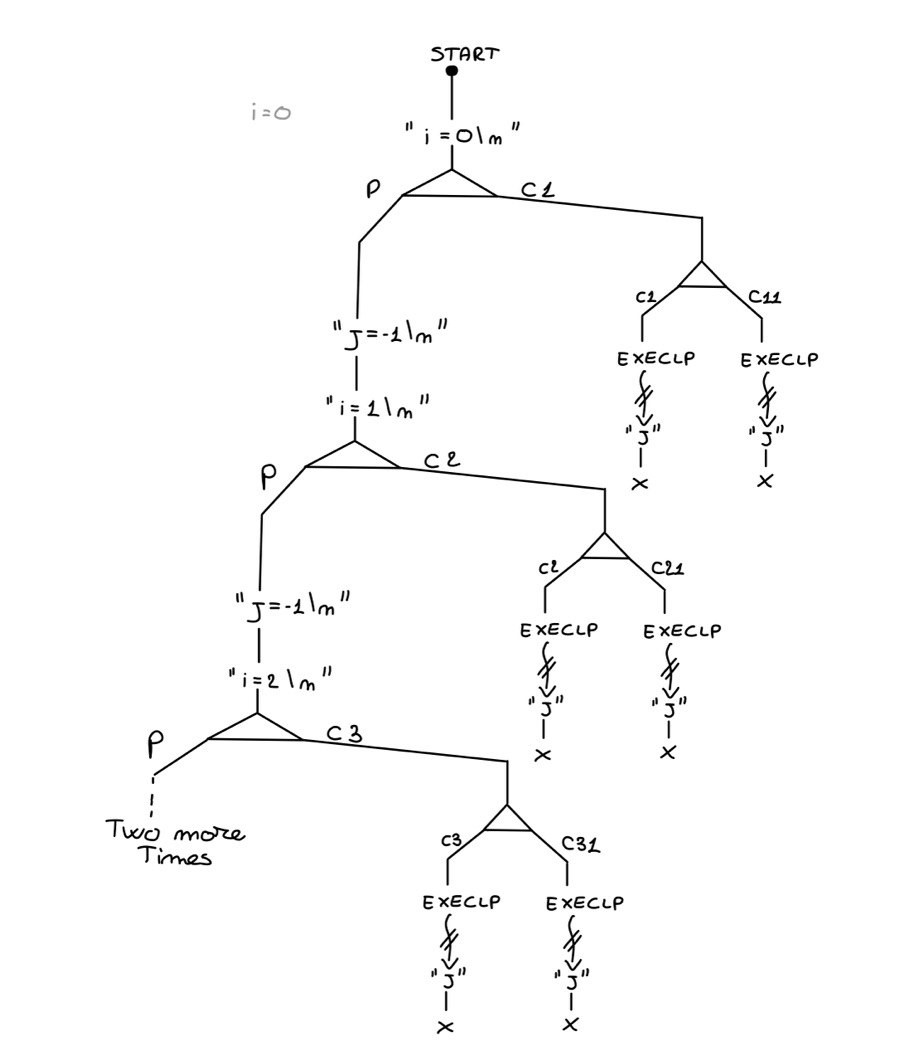 START
i=0
" i = 0\m "
P
C1
C1
C11
"J=-1\m"
EXECLP
EXECLP
"i=1\m"
"J"
"J"
P
C2
X
X
C2
C21
"J=-1\m"
EXECLP
EXECLP
"i=2\m"
"J"
"J"
P
C3
X
X
Two more
Times
C3
C31
EXECLP
EXECLP
"J"
"J"
X
X